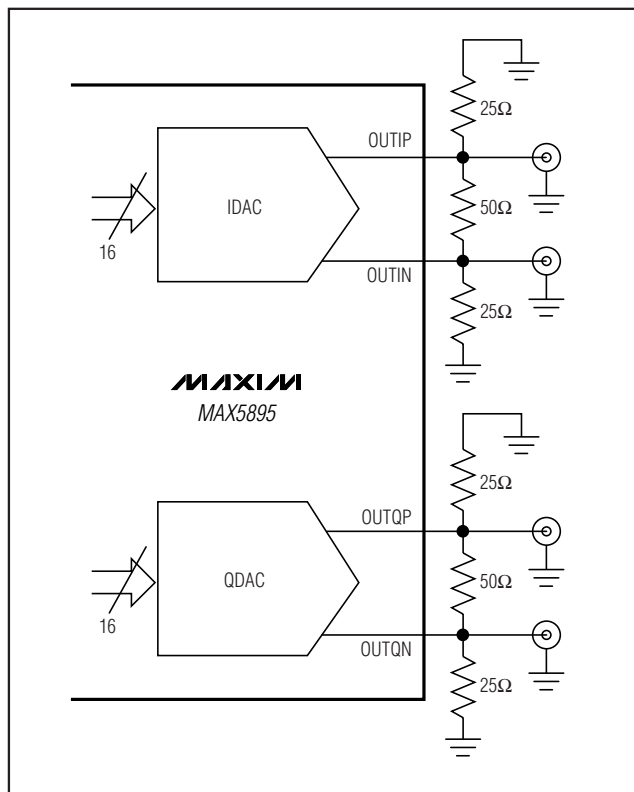 25Ω
OUTIP
IDAC
50Ω
16
OUTIN
25Ω
MAXIM
MAX5895
25Ω
OUTQP
QDAC
50Ω
16
OUTQN
25Ω